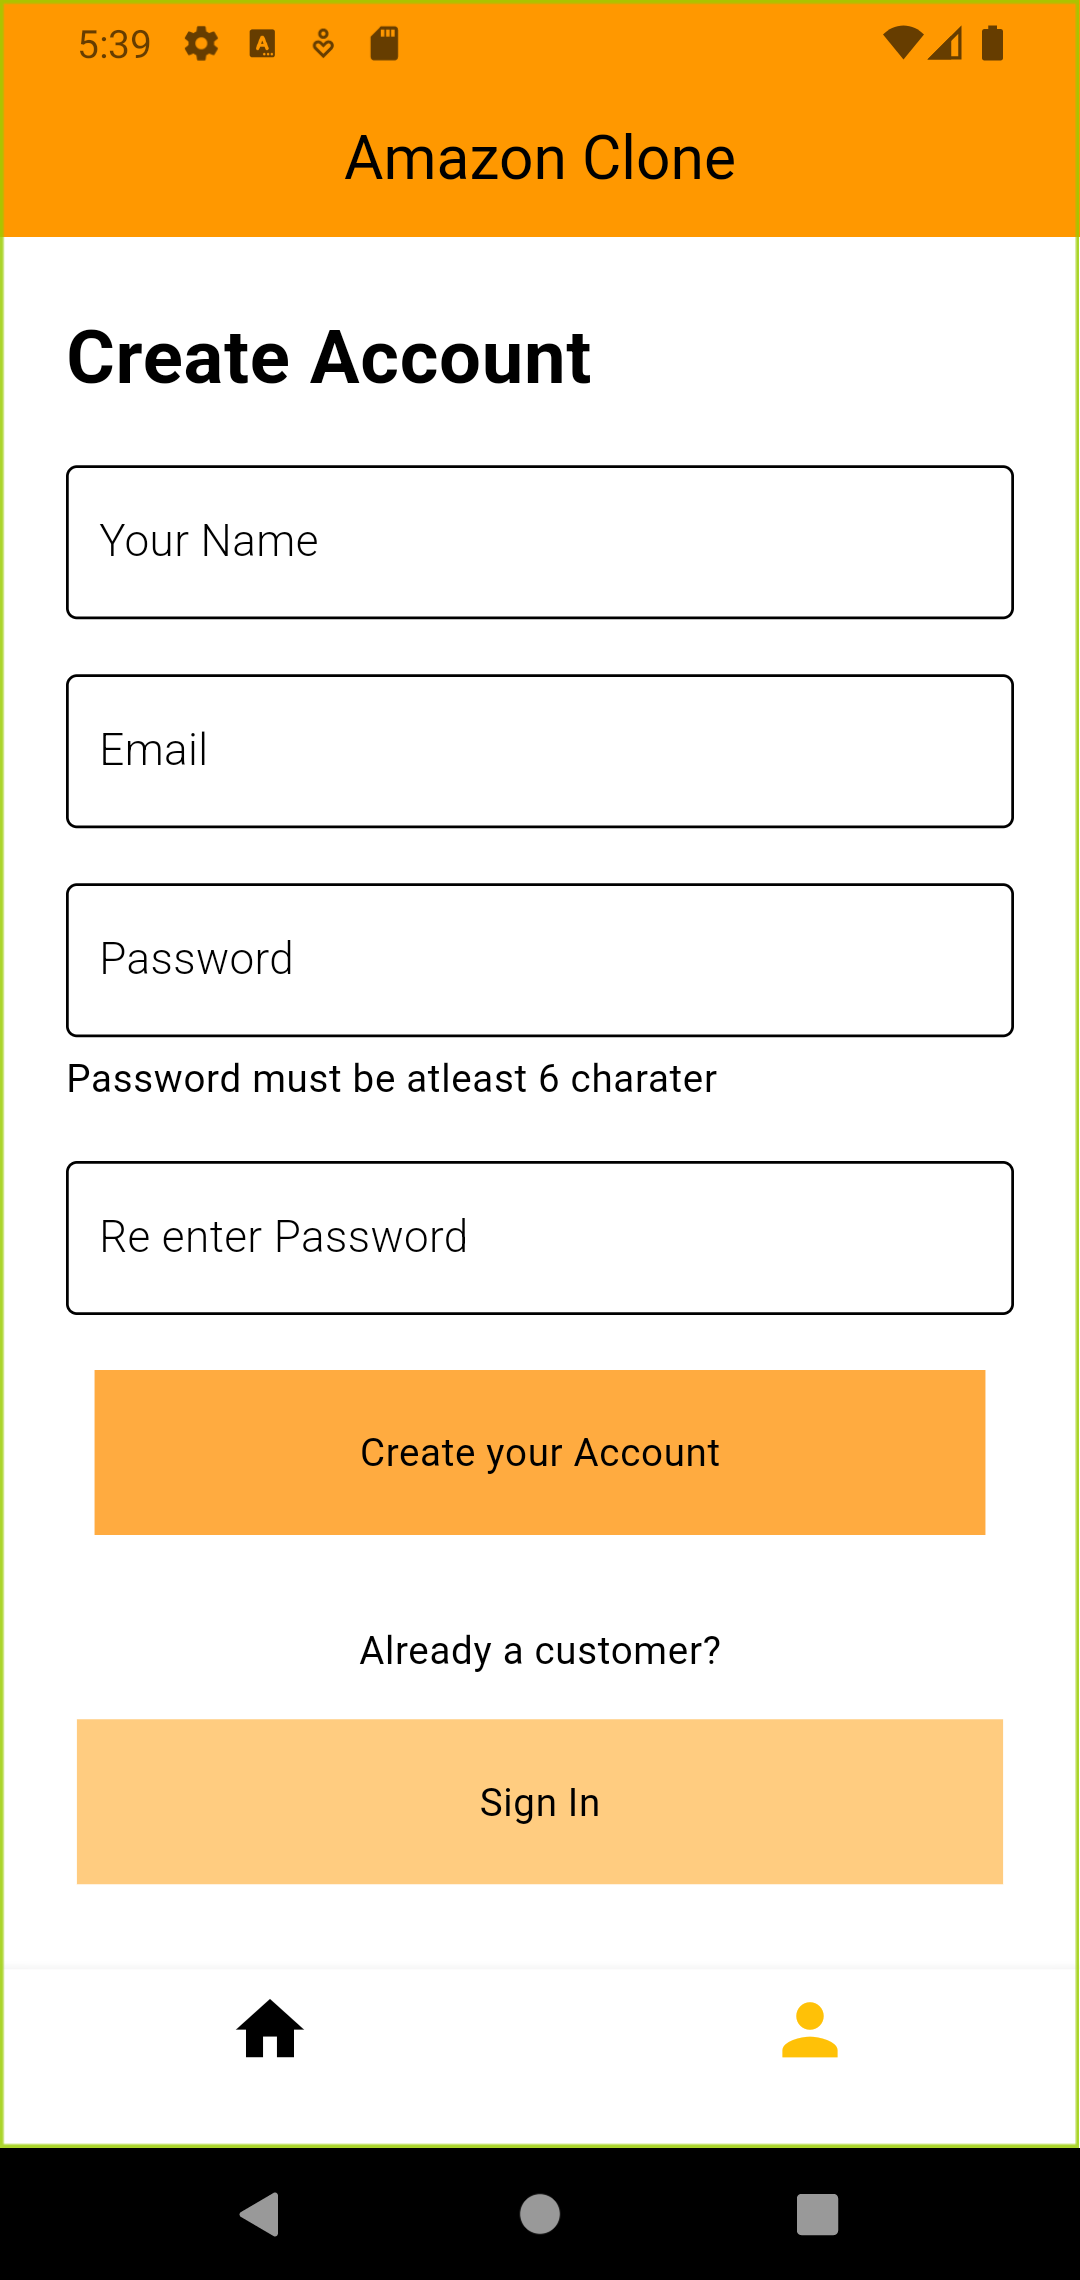 5:39
Amazon Clone
Create Account
Your Name
Email
Password
Password must be atleast 6 charater
Re enter Password
Create your Account
Already a customer?
Sign In